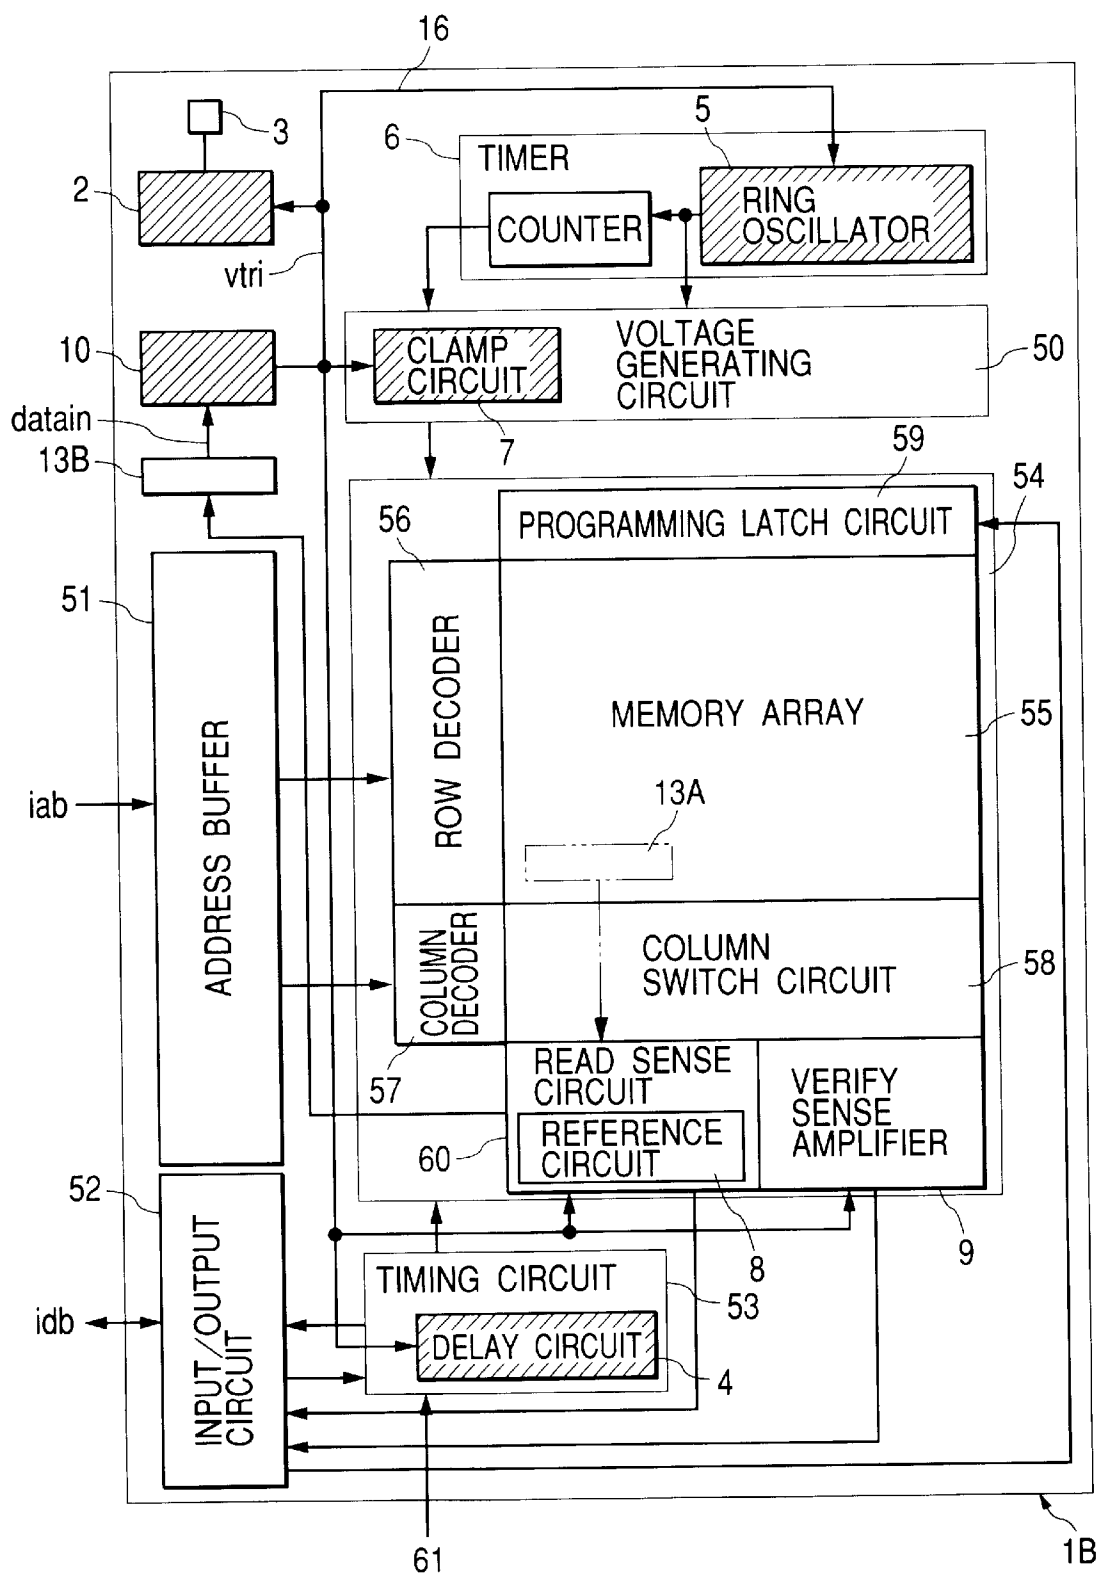 16
3
2
vtri
6
TIMER
5
RING
OSCILLATOR
COUNTER
10
CLAMP
CIRCUIT
7
VOLTAGE
GENERATING
CIRCUIT
50
datain
13B
59
54
PROGRAMMING LATCH CIRCUIT
56
51
ADDRESS BUFFER
iab
ROW DECODER
MEMORY ARRAY
55
13A
COLUMN
DECODER
57
COLUMN
SWITCH CIRCUIT
58
READ SENSE
CIRCUIT
60
REFERENCE
CIRCUIT
8
VERIFY
SENSE
AMPLIFIER
9
52
INPUT/OUTPUT
CIRCUIT
idb
TIMING CIRCUIT
53
DELAY CIRCUIT
4
61
1B